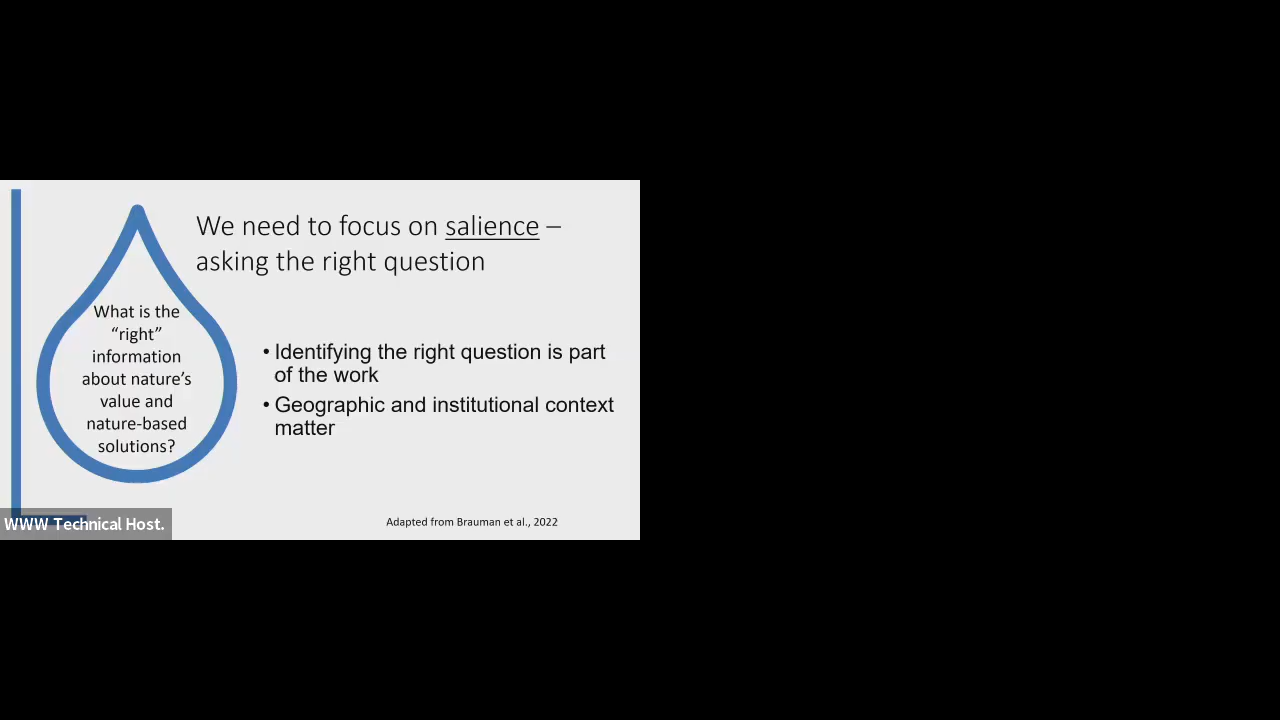 We need to focus on salience –
asking the right question
What is the
“right”
information
about nature’s
value and
nature-based
solutions?
• Identifying the right question is part
of the work
• Geographic and institutional context
matter
Adapted from Brauman et al., 2022
WWW Technical Host.